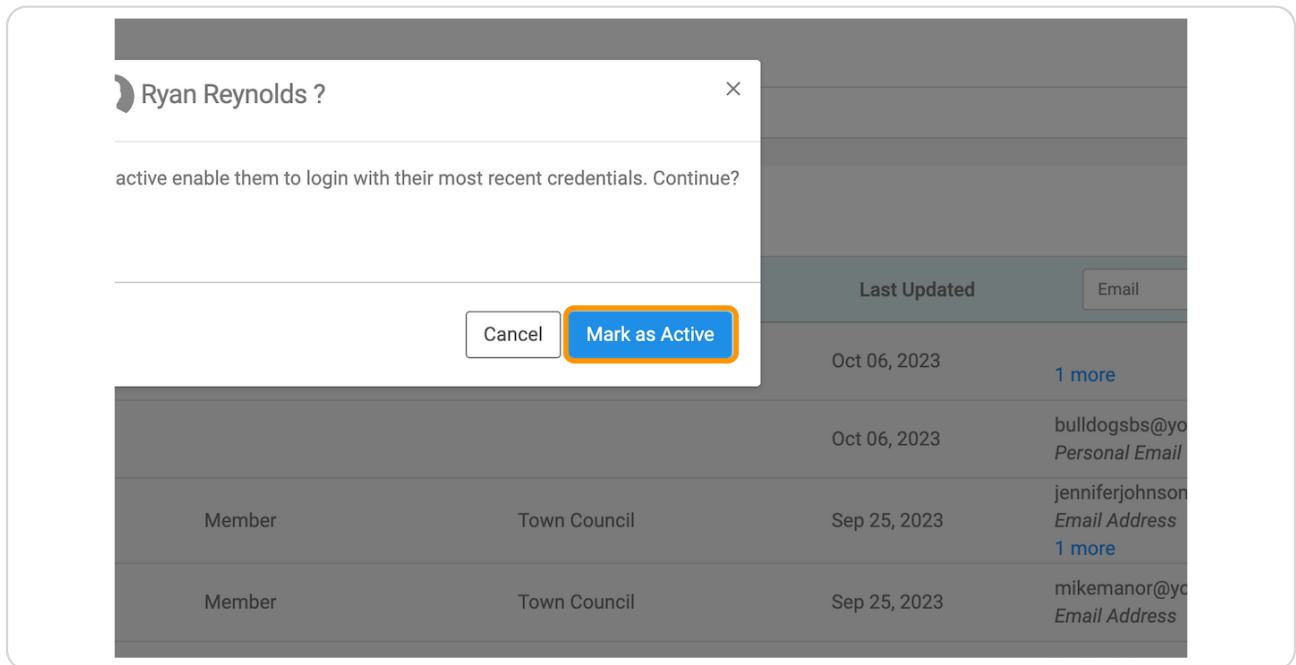 Ryan Reynolds ?
active enable them to login with their most recent credentials. Continue?
Cancel
Mark as Active
Last Updated
Email
Oct 06, 2023
1 more
Oct 06, 2023
bulldogsbs@yo
Personal Email
Member
Town Council
Sep 25, 2023
jenniferjohnson
Email Address
1 more
Member
Town Council
Sep 25, 2023
mikemanor@yo
Email Address